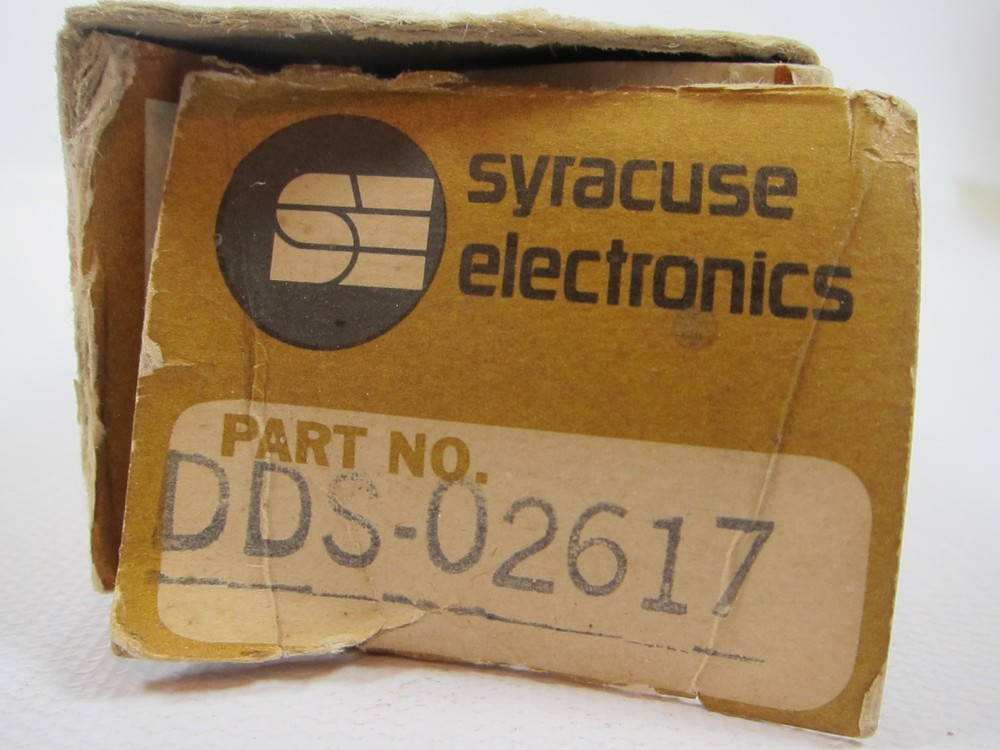 syracuse
electronics
PART NO.
DDS-02617